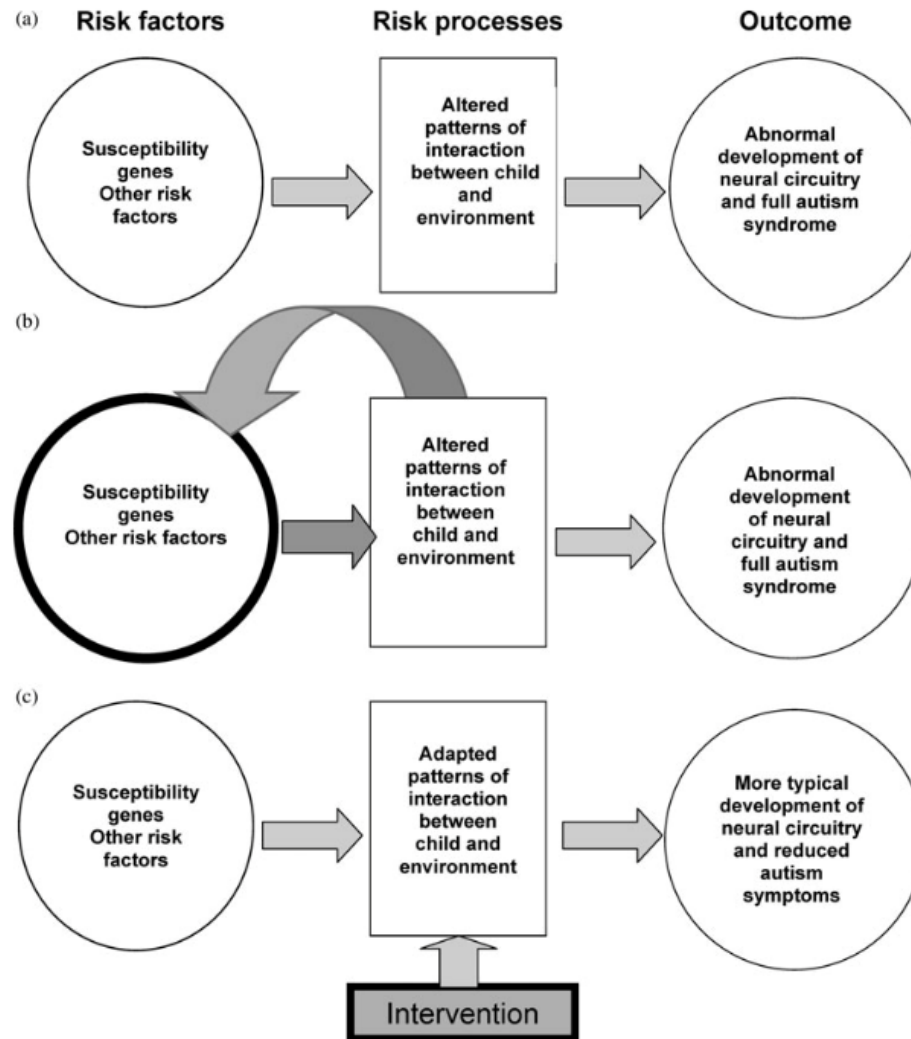 (a)
Risk factors
Risk processes
Outcome
Susceptibility
genes
Other risk
factors
Altered
patterns of
interaction
between child
and
environment
Abnormal
development of
neural circuitry
and full autism
syndrome
(b)
Susceptibility
genes
Other risk factors
Altered
patterns of
interaction
between
child and
environment
Abnormal
development
of neural
circuitry and
full autism
syndrome
(c)
Susceptibility
genes
Other risk
factors
Adapted
patterns of
interaction
between
child and
environment
More typical
development of
neural circuitry
and reduced
autism
symptoms
Intervention